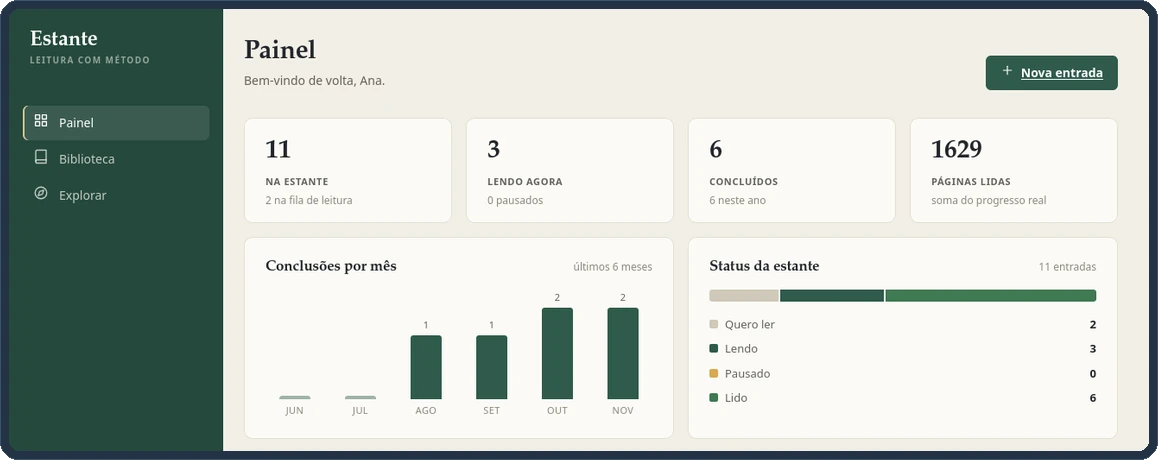 Estante
LEITURA COM MÉTODO
Painel
Biblioteca
Explorar
Painel
Bem-vindo de volta, Ana.
+ Nova entrada
11
NA ESTANTE
2 na fila de leitura
3
LENDO AGORA
0 pausados
6
CONCLUÍDOS
6 neste ano
1629
PÁGINAS LIDAS
soma do progresso real
Conclusões por mês
últimos 6 meses
1
1
2
2
JUN
JUL
AGO
SET
OUT
NOV
Status da estante
11 entradas
Quero ler 2
Lendo 3
Pausado 0
Lido 6